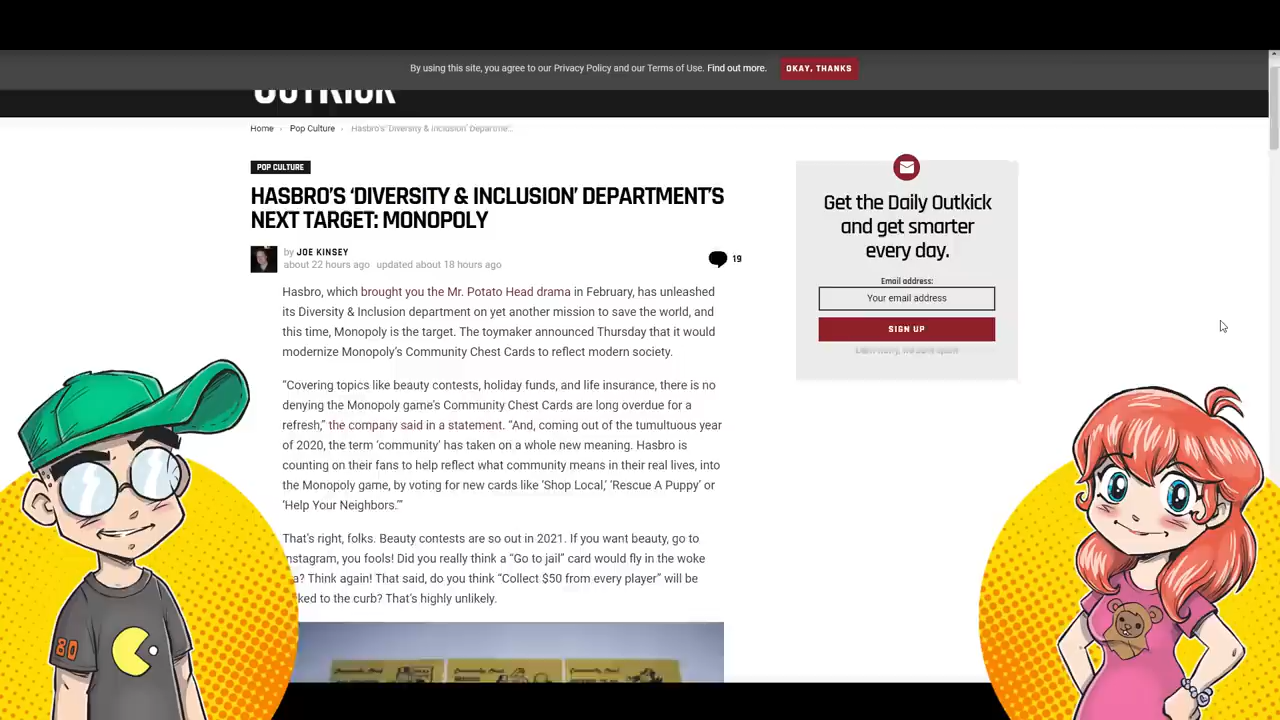 By using this site, you agree to our Privacy Policy and our Terms of Use. Find out more.
OKAY, THANKS
OUTKICK
Home › Pop Culture › Hasbro's 'Diversity & Inclusion' Departme...
POP CULTURE
HASBRO'S 'DIVERSITY & INCLUSION' DEPARTMENT'S
NEXT TARGET: MONOPOLY
by JOE KINSEY
about 22 hours ago updated about 18 hours ago
19
Hasbro, which brought you the Mr. Potato Head drama in February, has unleashed
its Diversity & Inclusion department on yet another mission to save the world, and
this time, Monopoly is the target. The toymaker announced Thursday that it would
modernize Monopoly's Community Chest Cards to reflect modern society.
"Covering topics like beauty contests, holiday funds, and life insurance, there is no
denying the Monopoly game's Community Chest Cards are long overdue for a
refresh," the company said in a statement. "And, coming out of the tumultuous year
of 2020, the term 'community' has taken on a whole new meaning. Hasbro is
counting on their fans to help reflect what community means in their real lives, into
the Monopoly game, by voting for new cards like 'Shop Local,' 'Rescue A Puppy' or
'Help Your Neighbors.'"
That's right, folks. Beauty contests are so out in 2021. If you want beauty, go to
nstagram, you fools! Did you really think a "Go to jail" card would fly in the woke
a? Think again! That said, do you think "Collect $50 from every player" will be
ked to the curb? That's highly unlikely.
Get the Daily Outkick
and get smarter
every day.
Email address:
Your email address
SIGN UP
80